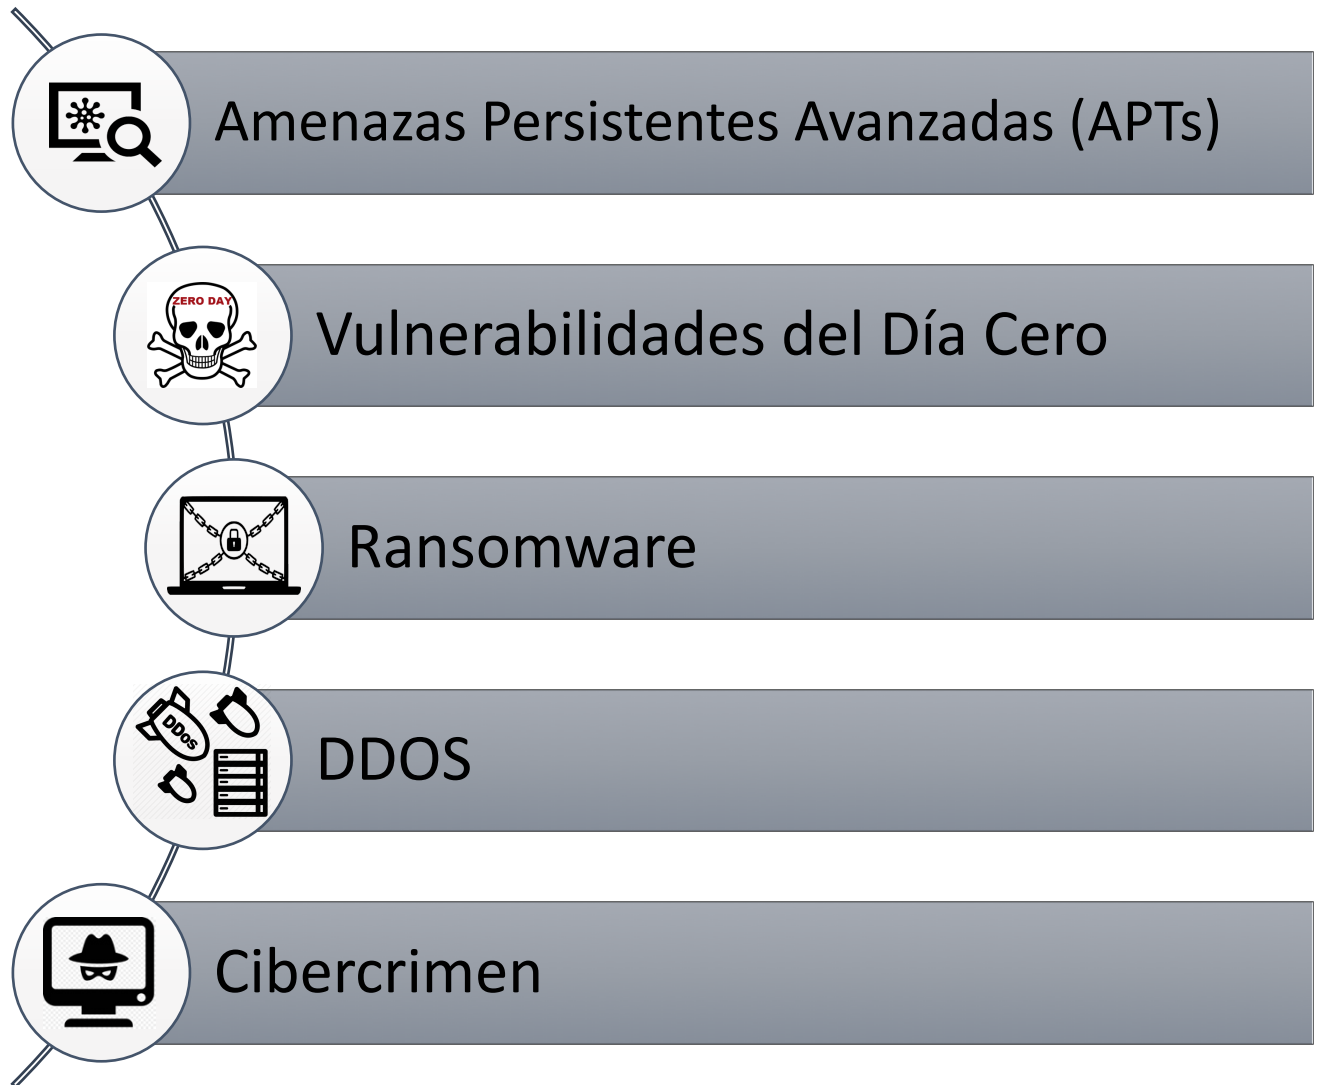 Amenazas Persistentes Avanzadas (APTs)
ZERO DAY
Vulnerabilidades del Día Cero
Ransomware
DDoS
DDOS
Cibercrimen